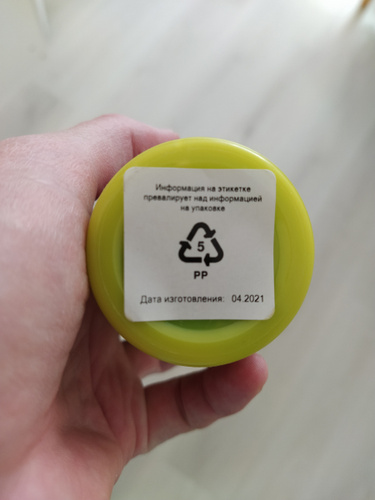 Информация на этикетке
превалирует над информацией
на упаковке
5
PP
Дата изготовления: 04.2021